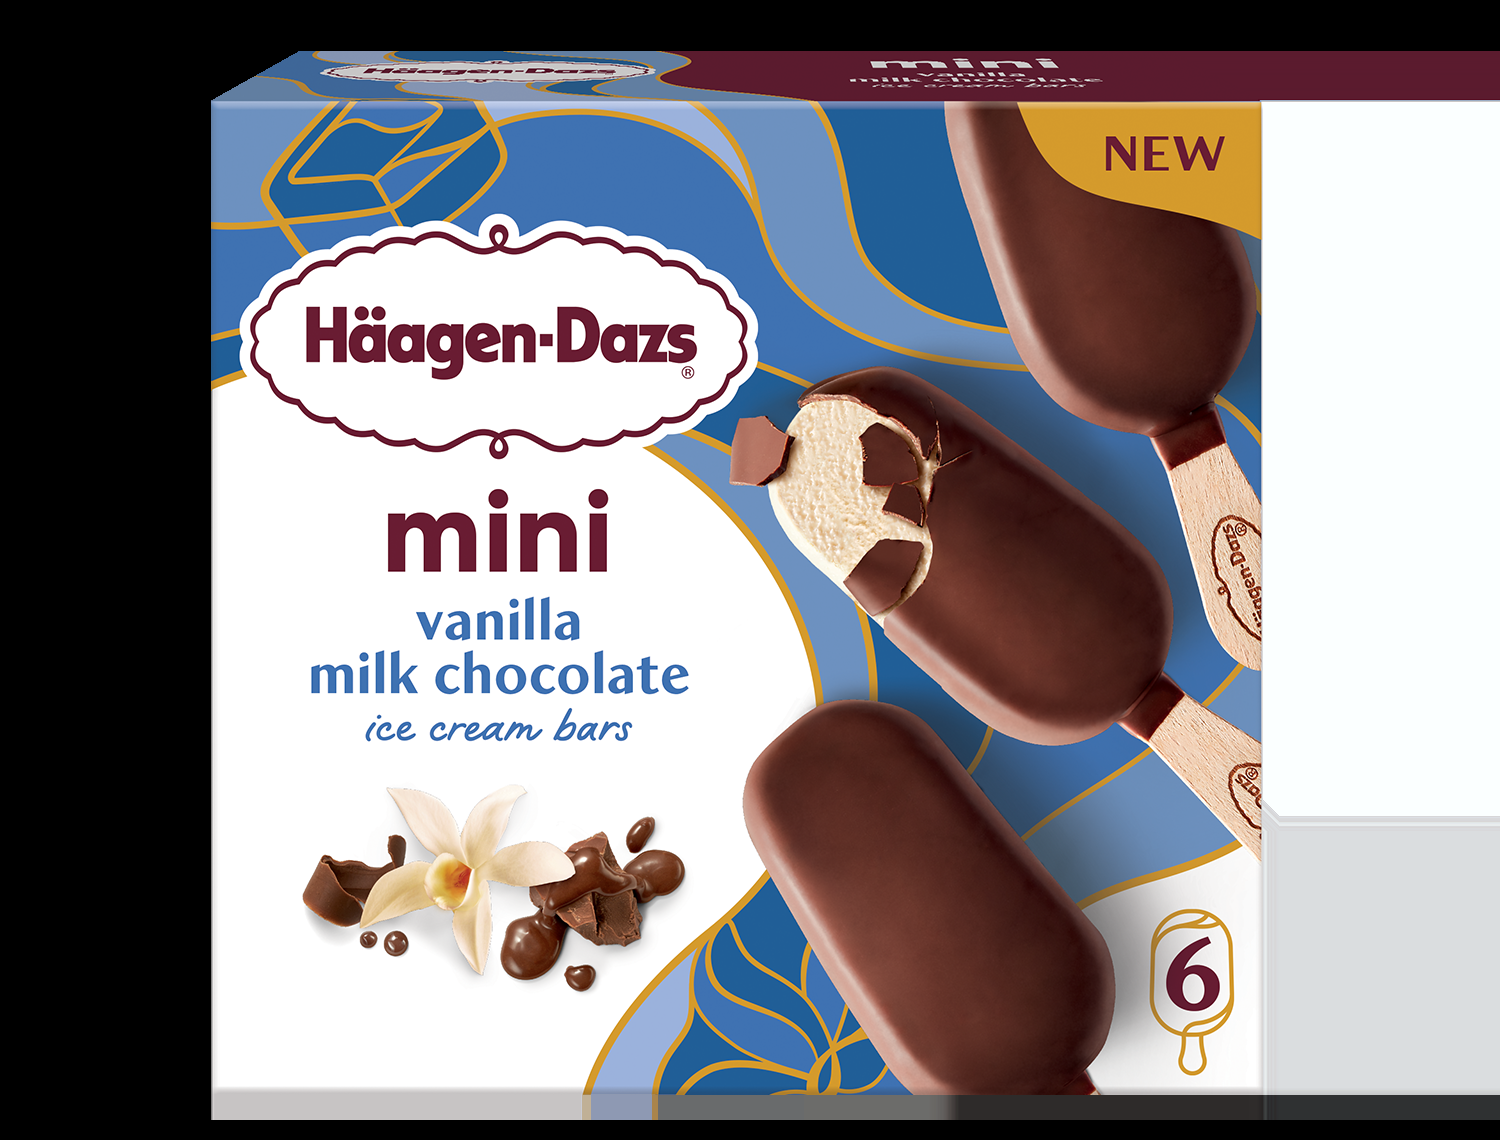 Häagen-Dazs
mini
vanilla
milk chocolate
ice cream bars
NEW
Häagen-Dazs®
mini
vanilla
milk chocolate
ice cream bars
Häagen-Dazs®
Dazs®
6